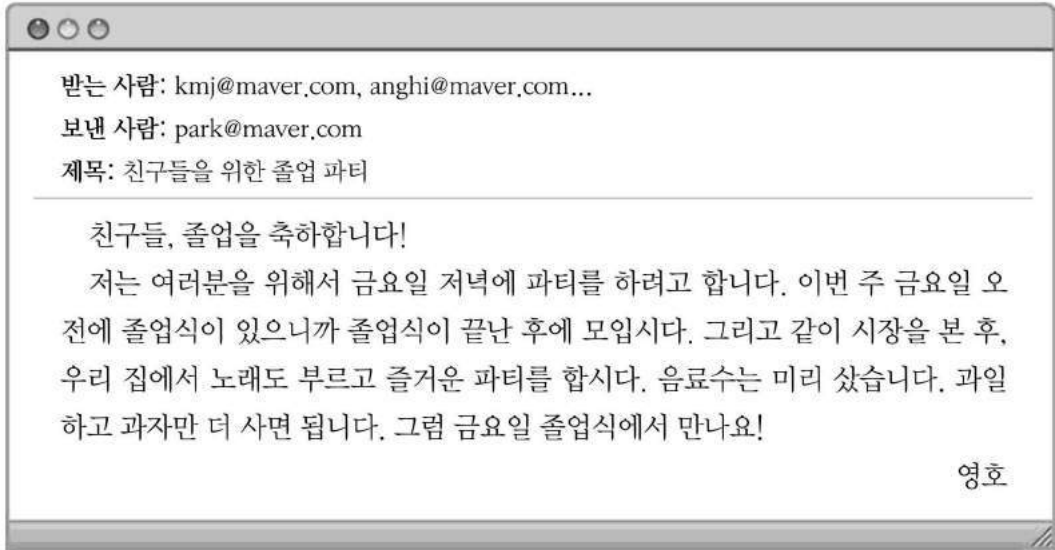 받는 사람: kmj@maver.com, anghi@maver.com...
보낸 사람: park@maver.com
제목: 친구들을 위한 졸업 파티
친구들, 졸업을 축하합니다!
저는 여러분을 위해서 금요일 저녁에 파티를 하려고 합니다. 이번 주 금요일 오
전에 졸업식이 있으니까 졸업식이 끝난 후에 모입시다. 그리고 같이 시장을 본 후,
우리 집에서 노래도 부르고 즐거운 파티를 합시다. 음료수는 미리 샀습니다. 과일
하고 과자만 더 사면 됩니다. 그럼 금요일 졸업식에서 만나요!
영호